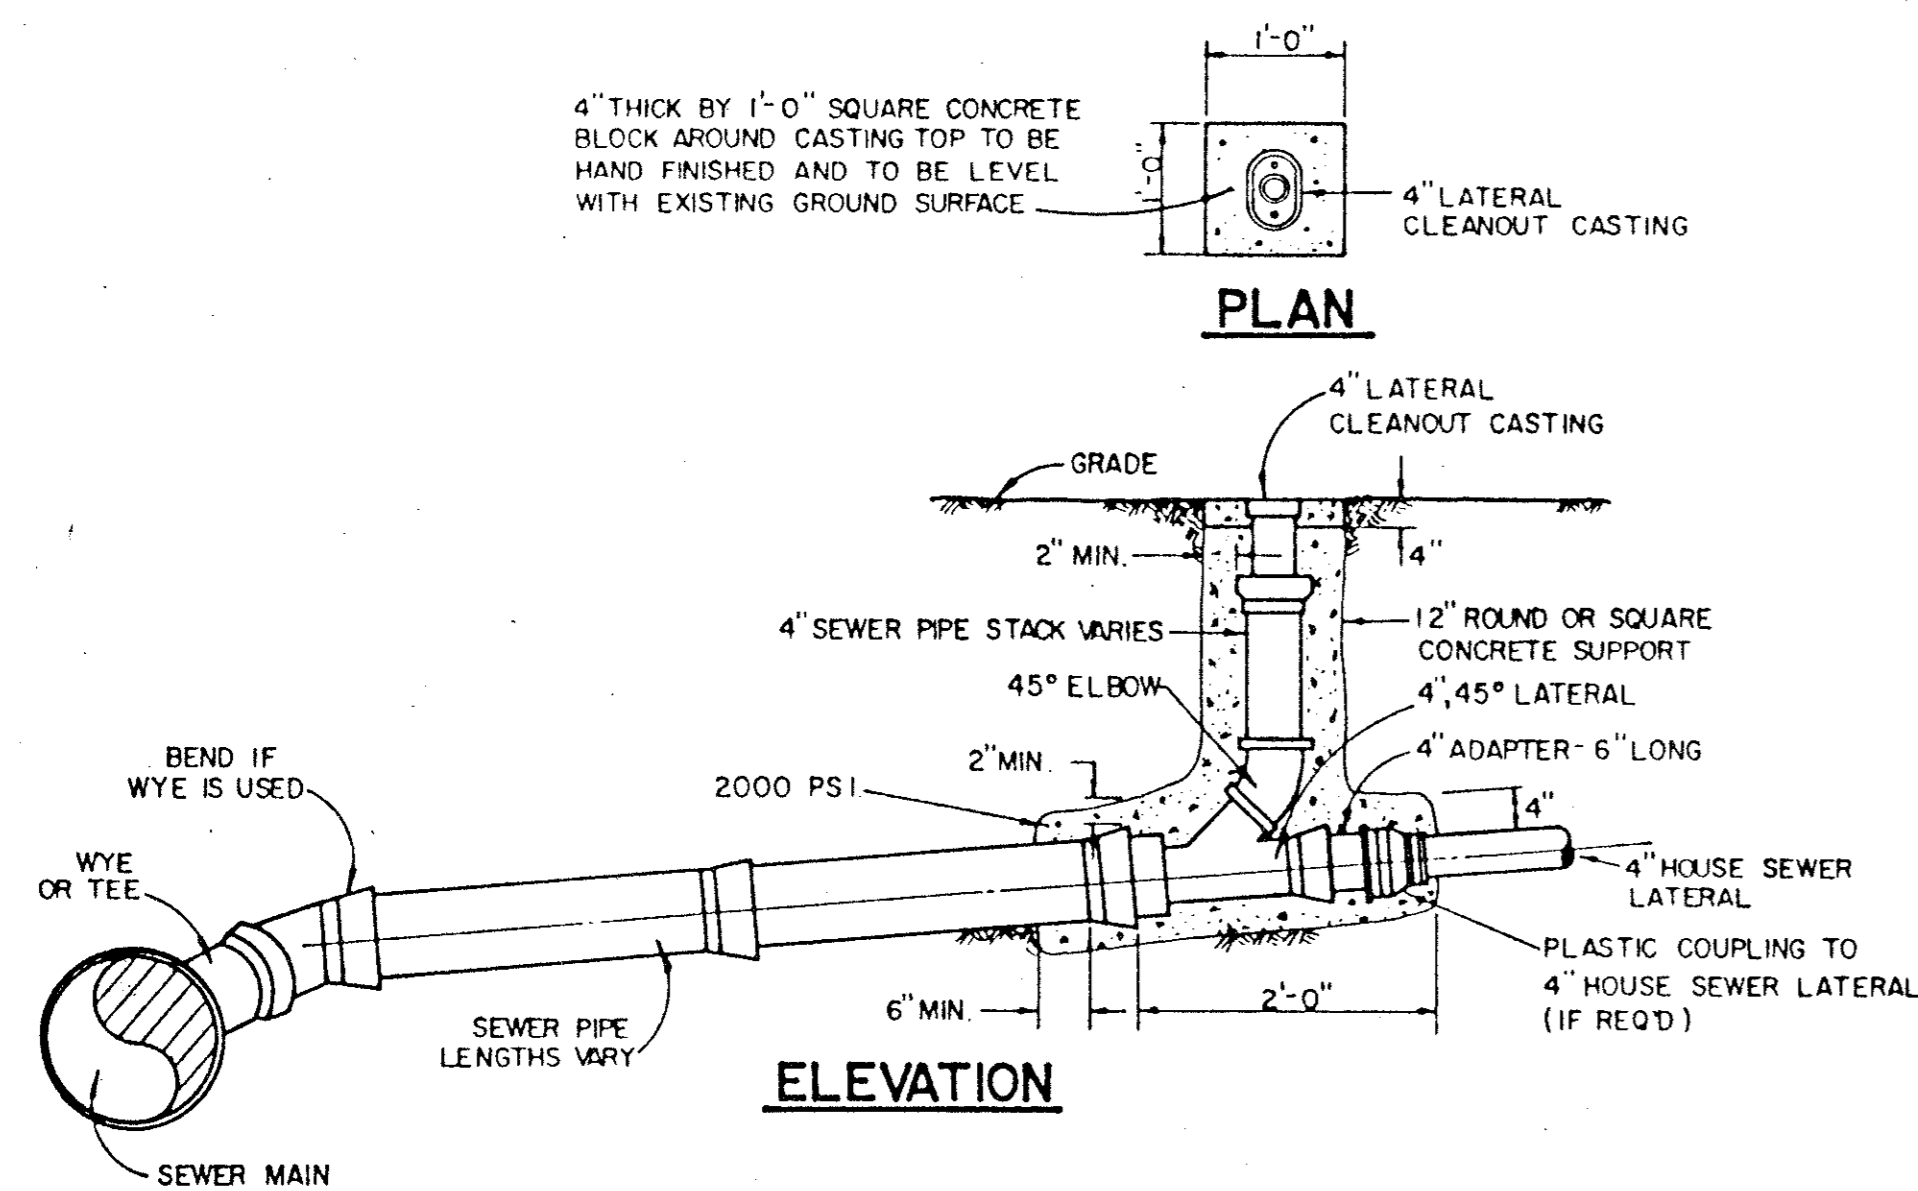 1'-0"
4" THICK BY 1'-0" SQUARE CONCRETE
BLOCK AROUND CASTING TOP TO BE
HAND FINISHED AND TO BE LEVEL
WITH EXISTING GROUND SURFACE
1'-0"
4" LATERAL
CLEANOUT CASTING
PLAN
4" LATERAL
CLEANOUT CASTING
GRADE
2" MIN.
4"
4" SEWER PIPE STACK VARIES
12" ROUND OR SQUARE
CONCRETE SUPPORT
45° ELBOW
4", 45° LATERAL
4" ADAPTER - 6" LONG
2" MIN.
2000 PSI.
4"
BEND IF
WYE IS USED
WYE
OR TEE
4" HOUSE SEWER
LATERAL
PLASTIC COUPLING TO
4" HOUSE SEWER LATERAL
(IF REQ'D)
6" MIN.
2'-0"
SEWER PIPE
LENGTHS VARY
ELEVATION
SEWER MAIN